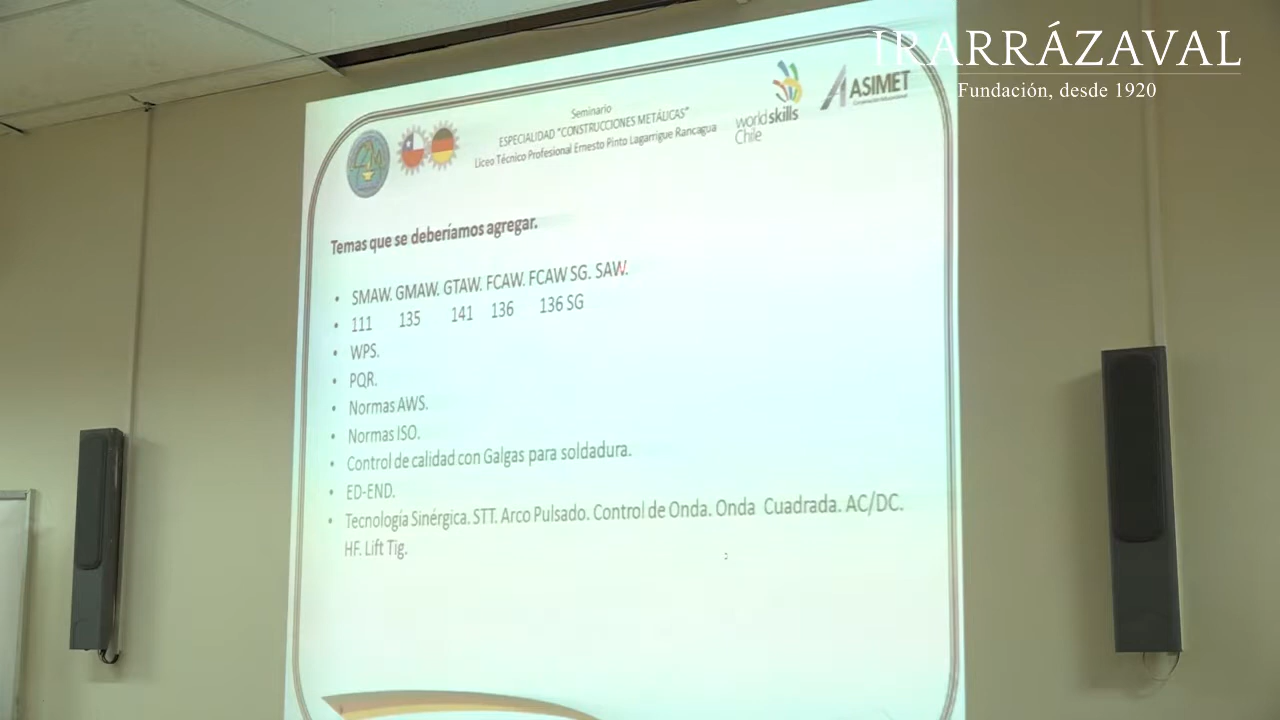 IRARRÁZAVAL
Fundación, desde 1920
Seminario
ESPECIALIDAD "CONSTRUCCIONES METÁLICAS"
Liceo Técnico Profesional Ernesto Pinto Lagarrigue Rancagua
worldskills
Chile
ASIMET
Temas que se deberíamos agregar.
• SMAW. GMAW. GTAW. FCAW. FCAW SG. SAW.
• 111 135 141 136 136 SG
• WPS.
• PQR.
• Normas AWS.
• Normas ISO.
• Control de calidad con Galgas para soldadura.
• ED-END.
• Tecnología Sinérgica. STT. Arco Pulsado. Control de Onda. Onda Cuadrada. AC/DC.
HF. Lift Tig.